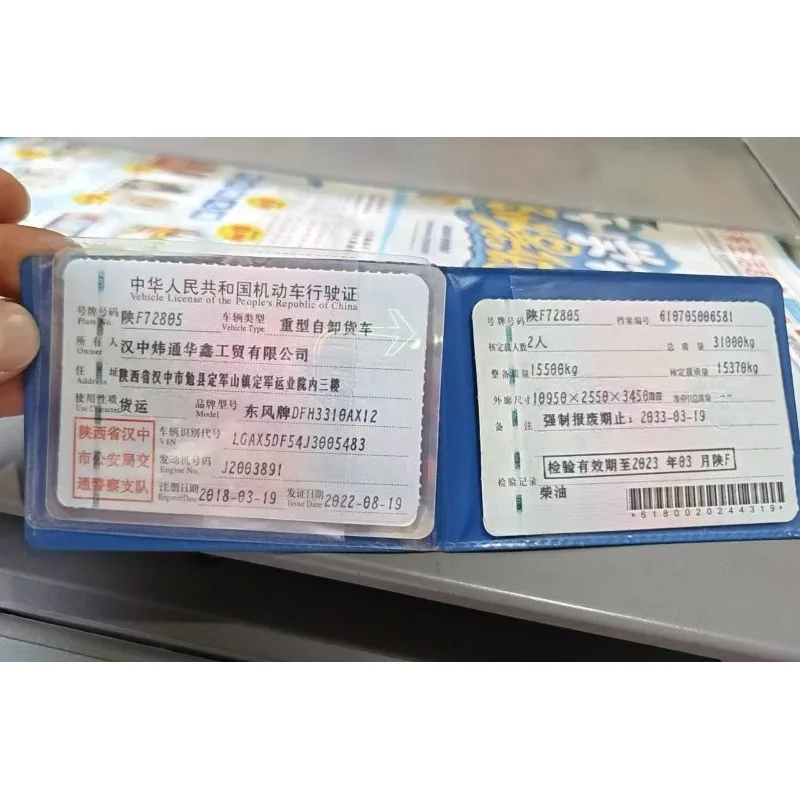 中华人民共和国机动车行驶证
Vehicle License of the People's Republic of China
号牌号码 陕F72805 车辆类型 重型自卸货车
Plate No. Vehicle Type
所有人 汉中炜通华鑫工贸有限公司
Owner
住址 陕西省汉中市勉县定军山镇定军运业院内三楼
Address
使用性质 货运 品牌型号 东风牌DFH3310AX12
Use Character Model
陕西省汉中
市公安局交
通警察支队
车辆识别代号 LGAX5DF54J3005483
VIN
发动机号码 J2003891
Engine No.
注册日期 2018-03-19 发证日期 2022-08-19
Register Date Issue Date
号牌号码 陕F72805 档案编号 610705006581
核定载人数 2人 总质量 31000kg
整备质量 15500kg 核定载质量 15370kg
外廓尺寸 10950×2550×3450mm 准牵引总质量 --
备注 强制报废期止：2033-03-19
检验有效期至2023年03月陕F
检验记录
柴油
*6180020244319*